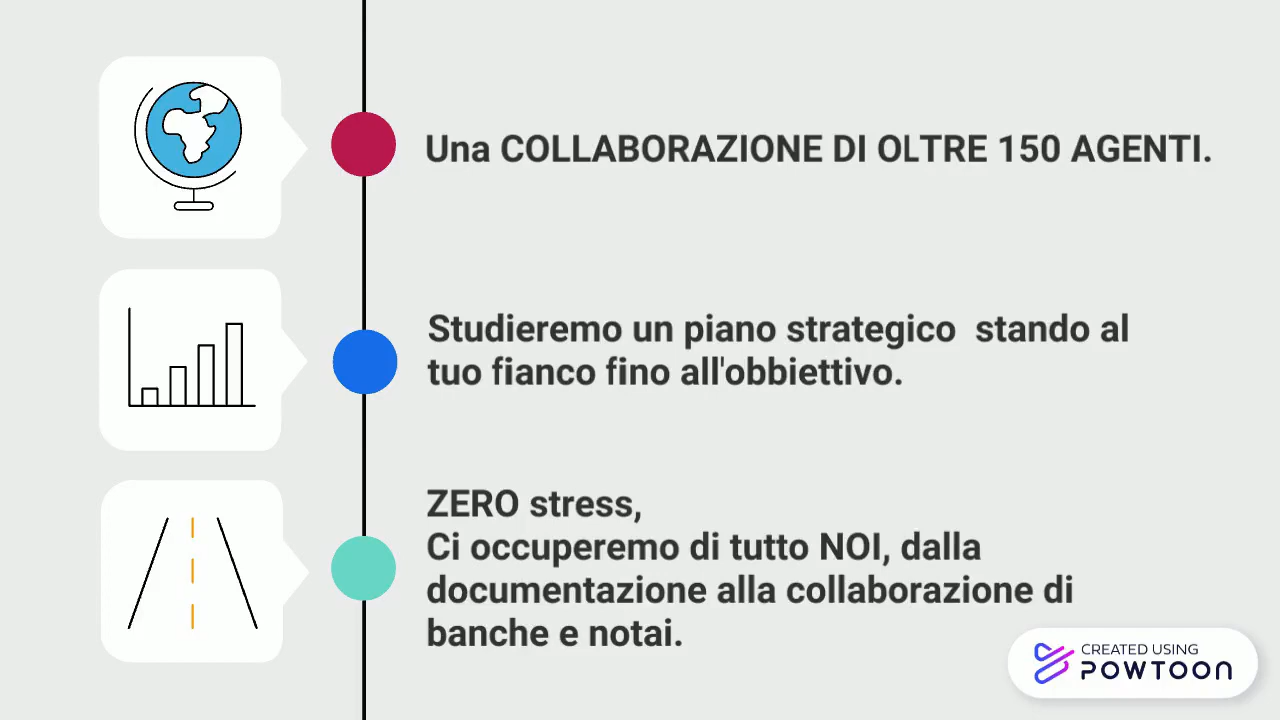 Una COLLABORAZIONE DI OLTRE 150 AGENTI.
Studieremo un piano strategico  stando al
tuo fianco fino all'obbiettivo.
ZERO stress,
Ci occuperemo di tutto NOI, dalla
documentazione alla collaborazione di
banche e notai.
CREATED USING
POWTOON